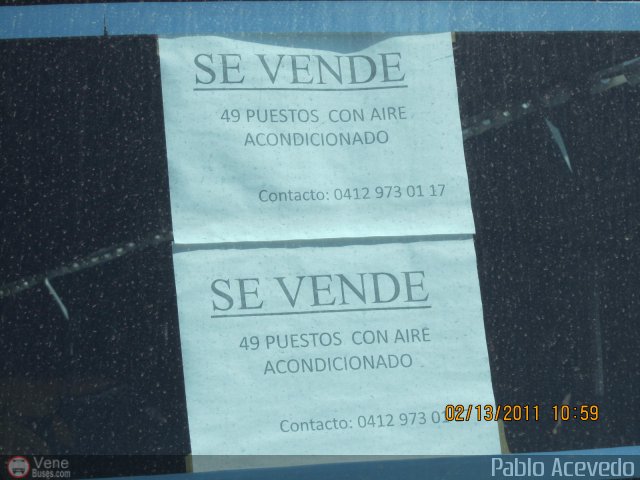 SE VENDE
49 PUESTOS CON AIRE
ACONDICIONADO
Contacto: 0412 973 01 17
SE VENDE
49 PUESTOS CON AIRE
ACONDICIONADO
Contacto: 0412 973 01
02/13/2011 10:59
Vene
Buses.com
Pablo Acevedo